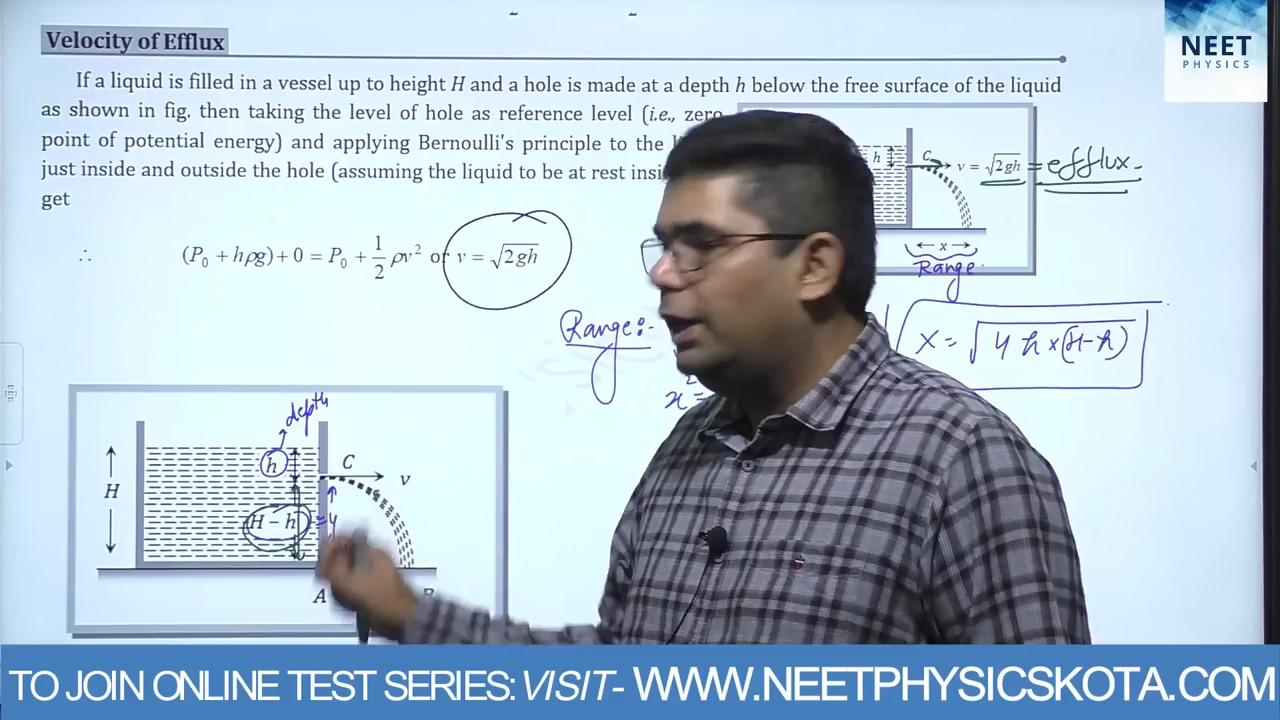 Velocity of Efflux
NEET
PHYSICS
If a liquid is filled in a vessel up to height H and a hole is made at a depth h below the free surface of the liquid
as shown in fig. then taking the level of hole as reference level (i.e., zero
point of potential energy) and applying Bernoulli's principle to the
just inside and outside the hole (assuming the liquid to be at rest
get
h
C
v = √2gh = efflux
x
Range
∴ (P₀ + hρg) + 0 = P₀ + 1/2 ρv² or v = √2gh
Range:-
x² =
x = √4h×(H-h)
depth
h
C
v
H
H – h = y
A
TO JOIN ONLINE TEST SERIES: VISIT- WWW.NEETPHYSICSKOTA.COM